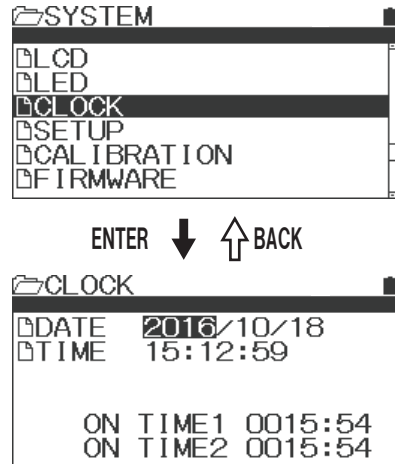 SYSTEM
LCD
LED
CLOCK
SETUP
CALIBRATION
FIRMWARE
ENTER BACK
CLOCK
DATE 2016/10/18
TIME 15:12:59
ON TIME1 0015:54
ON TIME2 0015:54